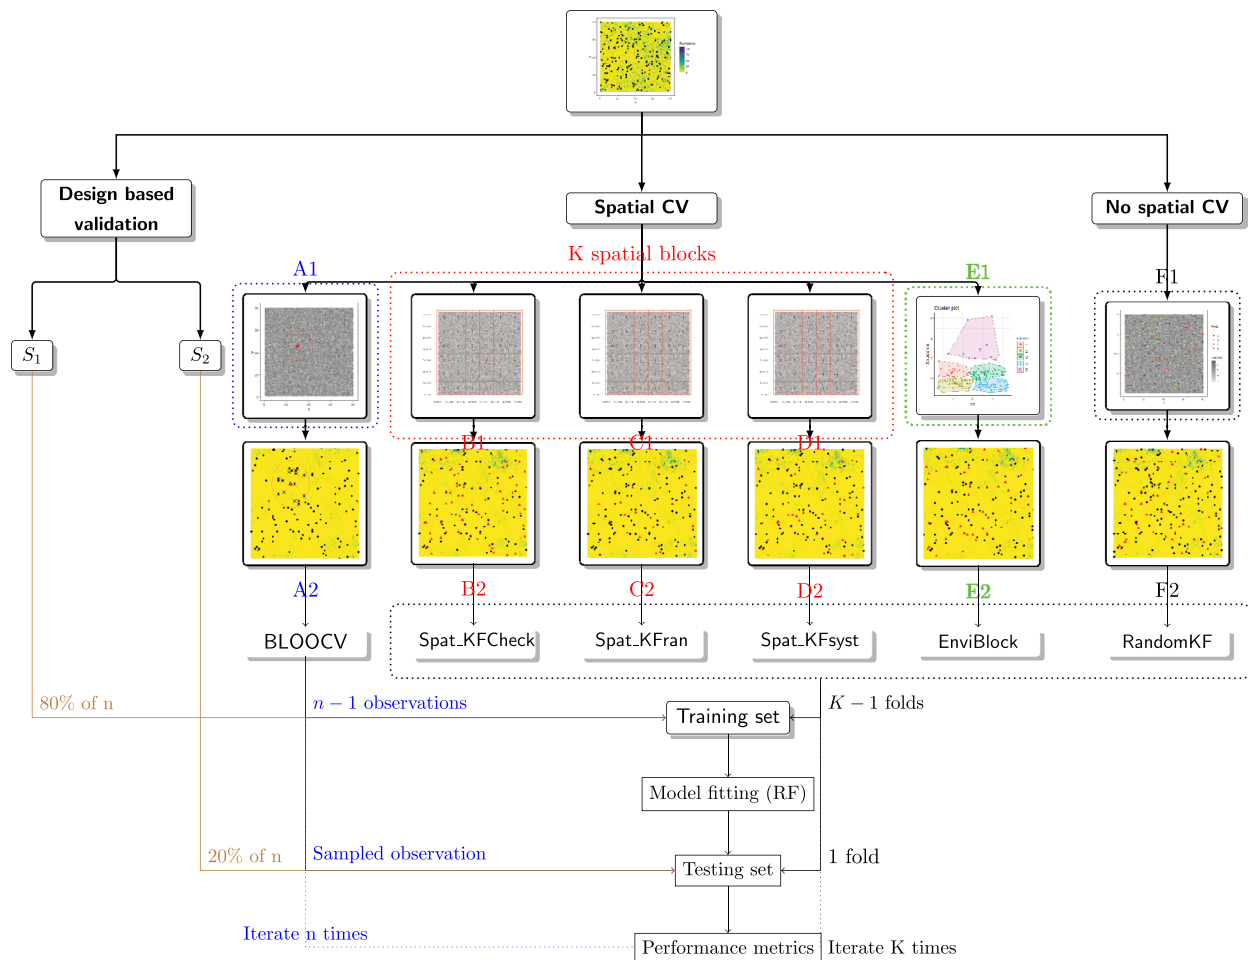 Design based
validation
Spatial CV
No spatial CV
K spatial blocks
A1
E1
F1
Cluster plot
S1
S2
B1
C1
D1
A2
B2
C2
D2
E2
F2
BLOOCV
Spat_KFCheck
Spat_KFran
Spat_KFsyst
EnviBlock
RandomKF
80% of n
n − 1 observations
Training set
K − 1 folds
Model fitting (RF)
20% of n
Sampled observation
Testing set
1 fold
Iterate n times
Performance metrics
Iterate K times